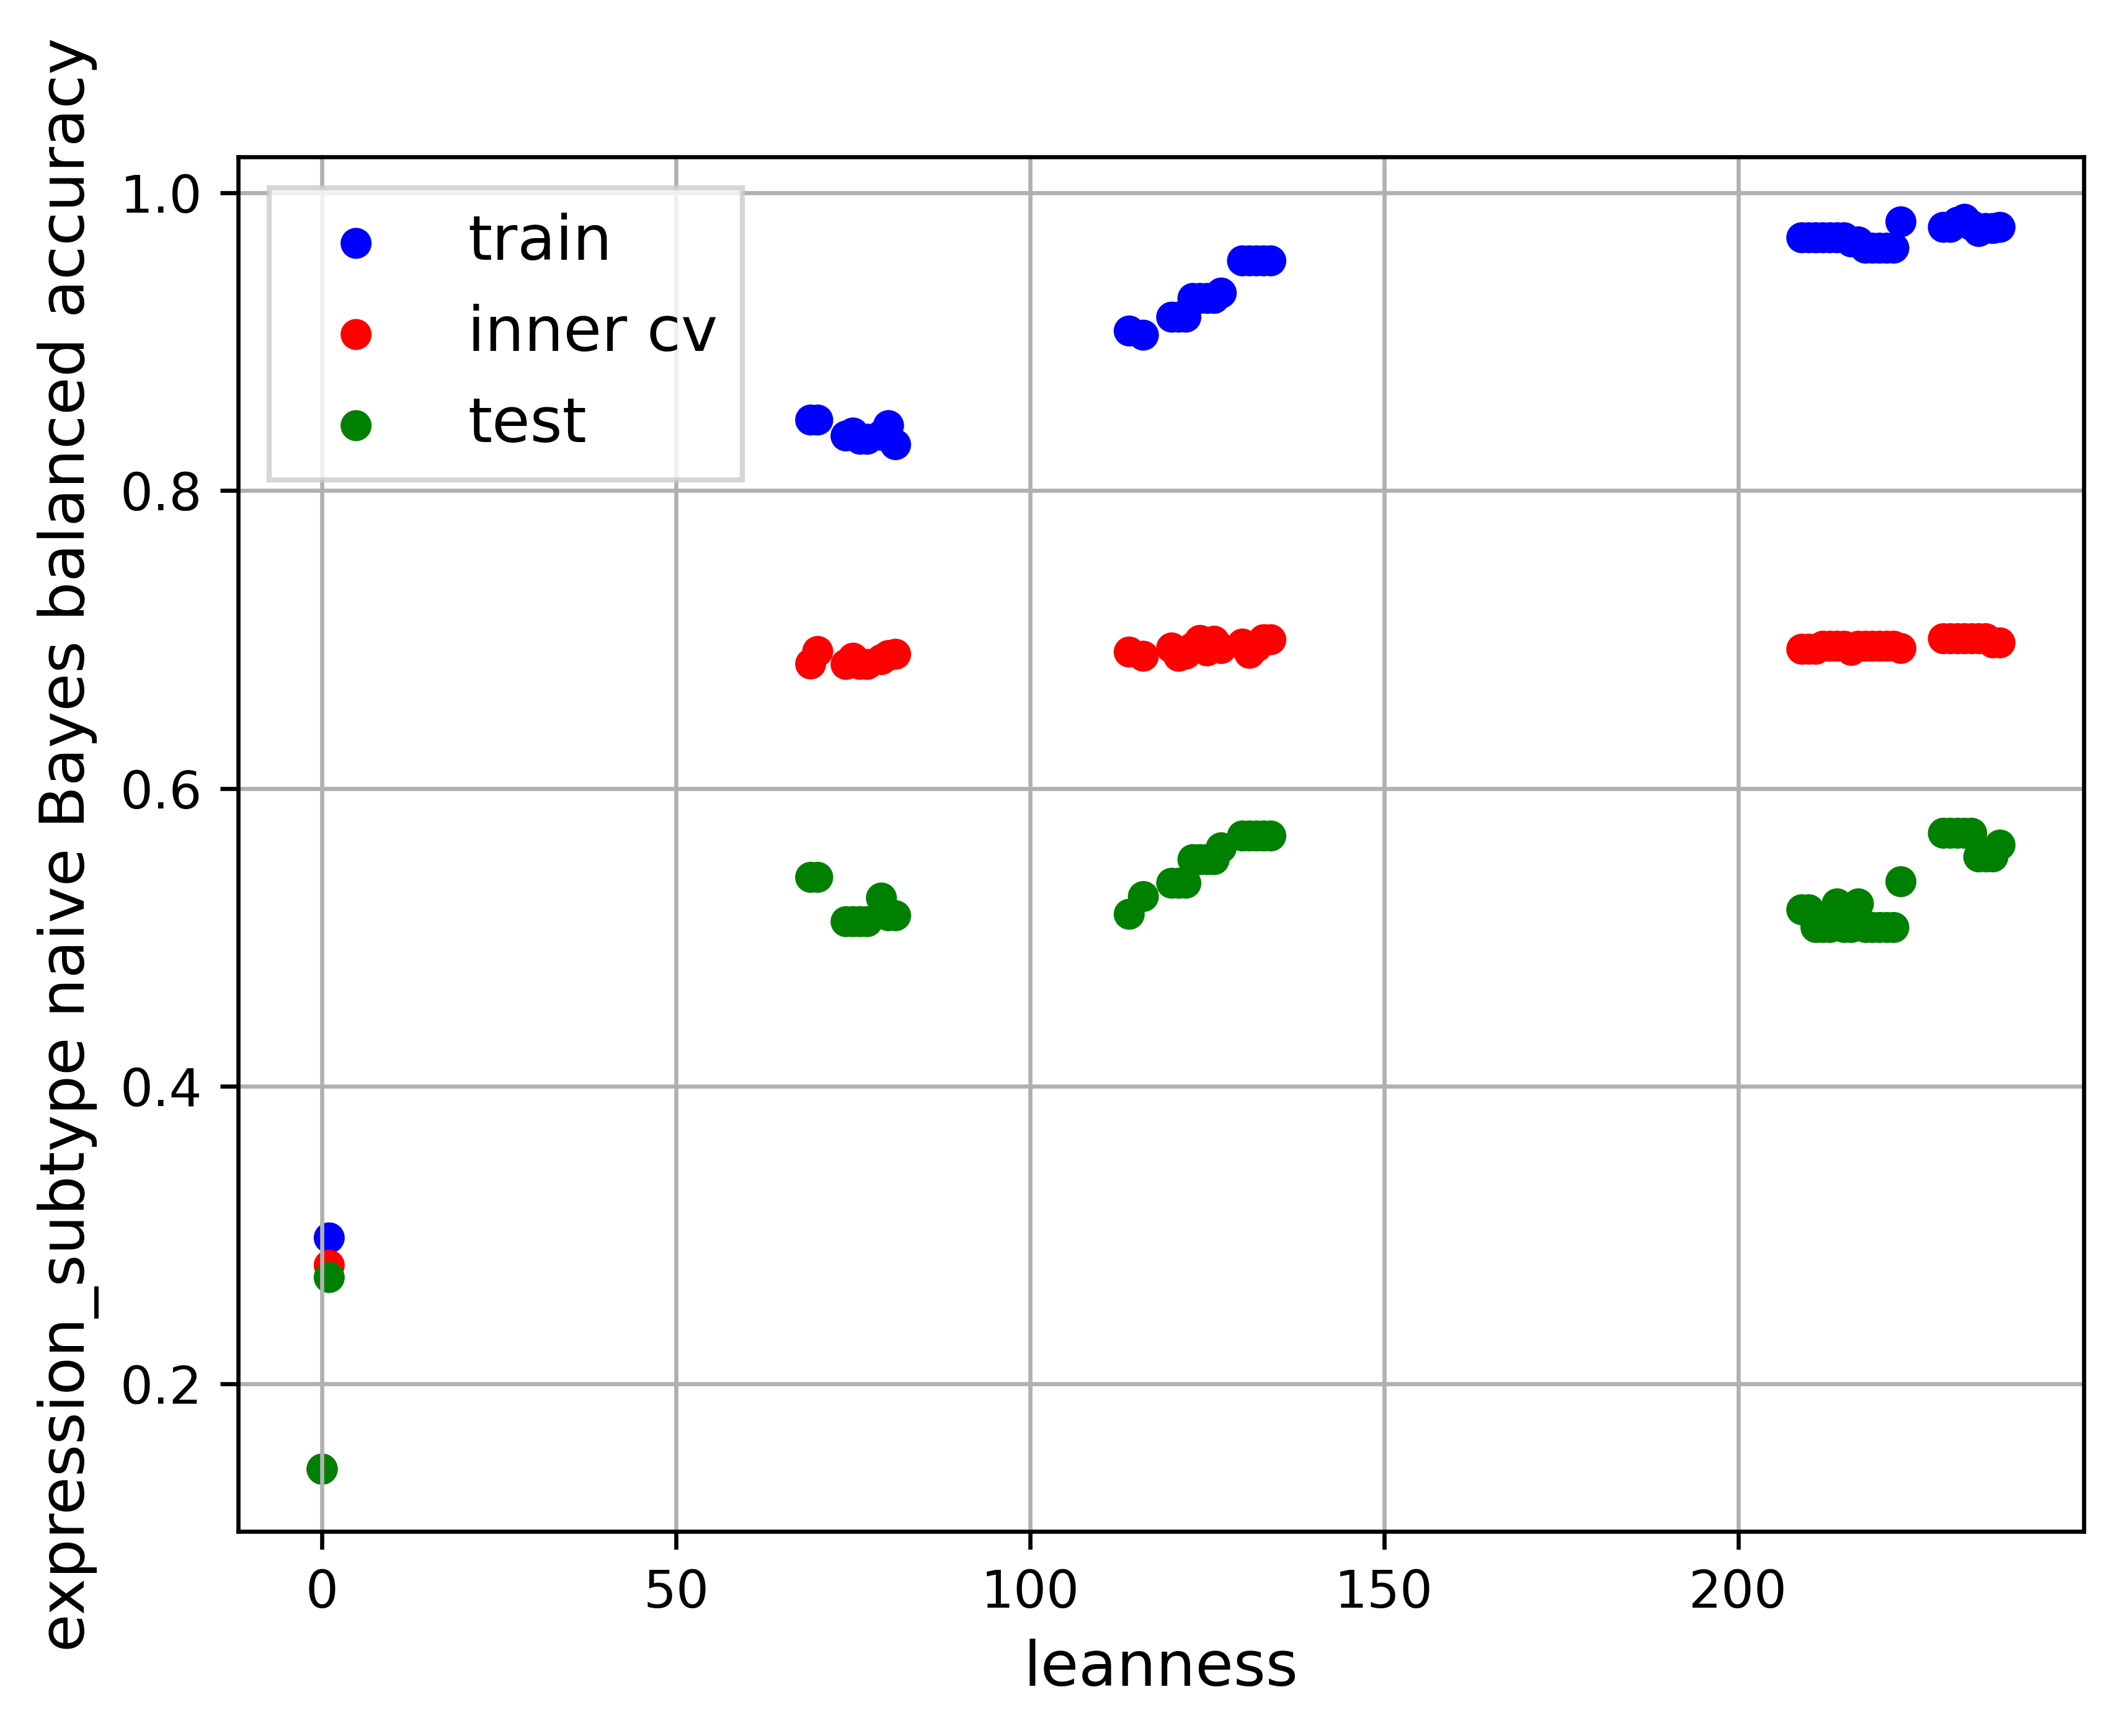 expression_subtype naive Bayes balanced accuracy
1.0
0.8
0.6
0.4
0.2
train
inner cv
test
0 50 100 150 200
leanness